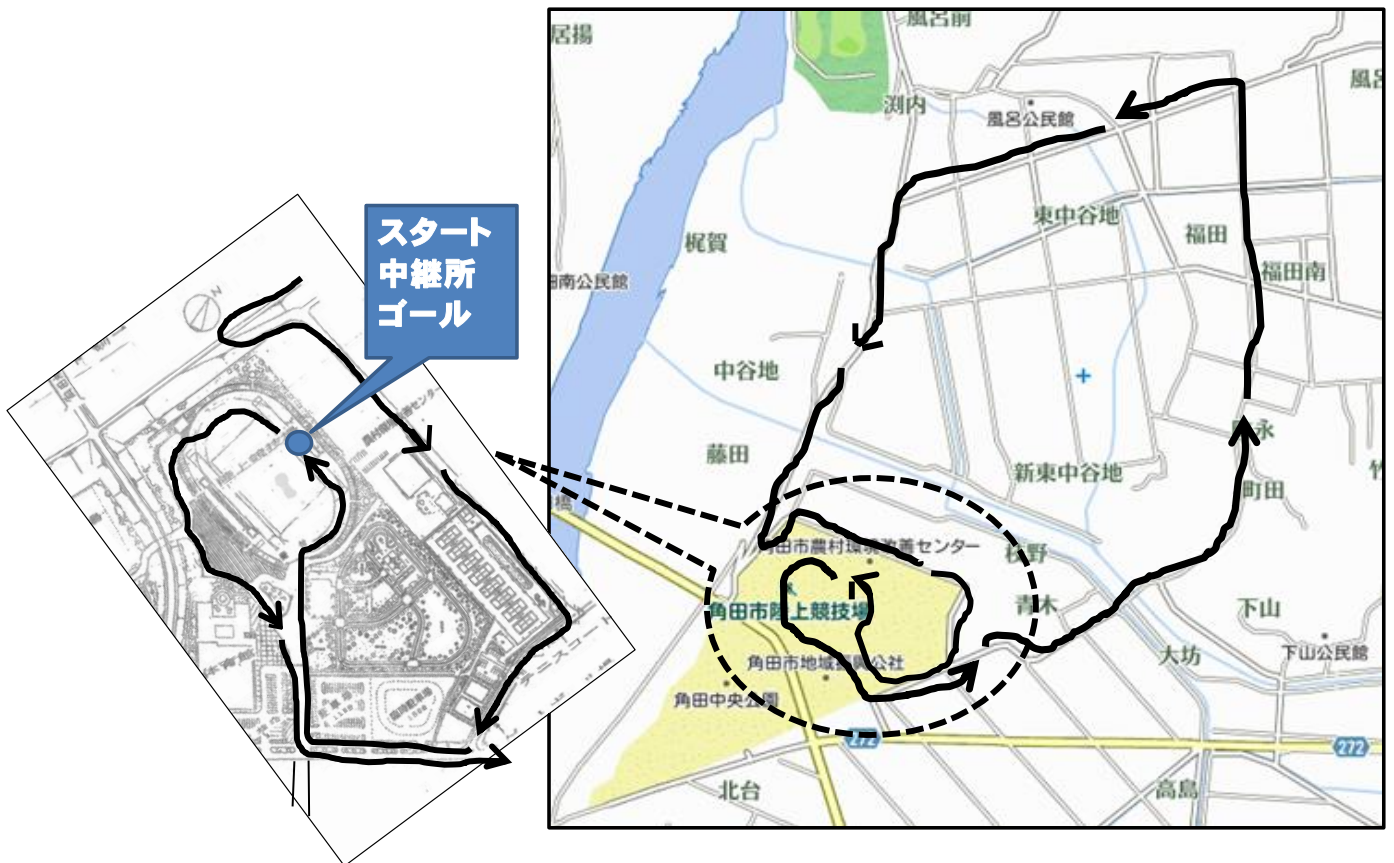 スタート
中継所
ゴール
N
テニスコート
居揚
風呂前
渕内
風呂公民館
東中谷地
福田
福田南
梶賀
南公民館
中谷地
藤田
新東中谷地
町田
角田市農村環境改善センター
青木
角田市陸上競技場
角田市地域振興公社
角田中央公園
下山
下山公民館
大坊
272
272
北台
高島